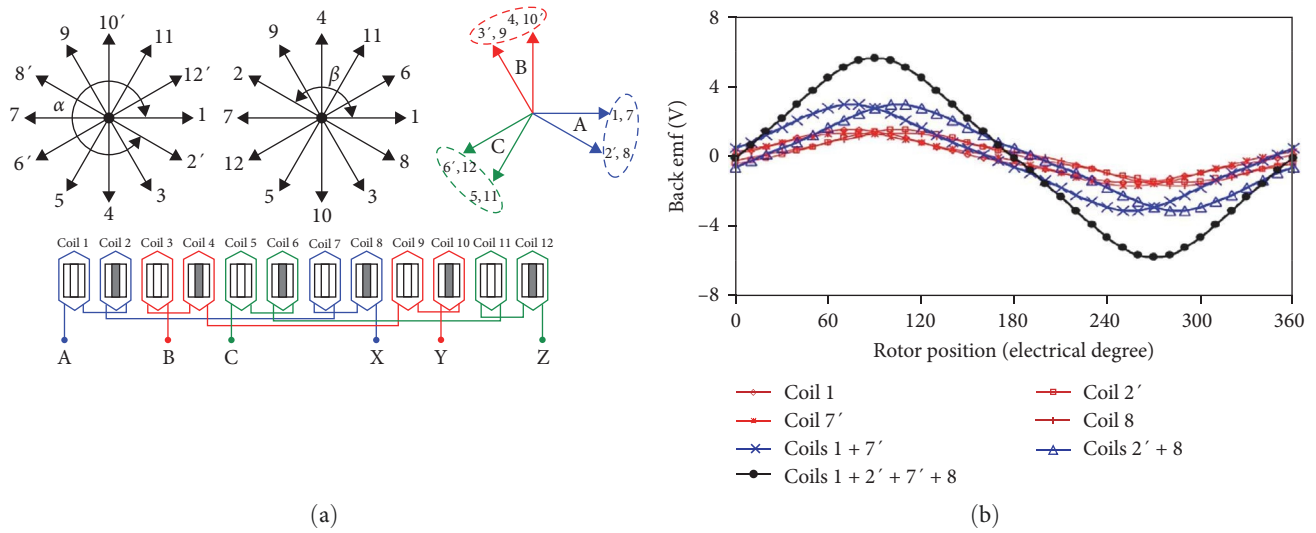 10′
9
11
8′
12′
α
7
1
6′
2′
5
3
4
4
9
11
β
2
6
7
1
12
8
5
3
10
4, 10′
3′, 9
B
A
1, 7
2′, 8
C
6′, 12
5, 11
Coil 1 Coil 2 Coil 3 Coil 4 Coil 5 Coil 6 Coil 7 Coil 8 Coil 9 Coil 10 Coil 11 Coil 12
A B C X Y Z
(a)
Back emf (V)
8
4
0
−4
−8
0 60 120 180 240 300 360
Rotor position (electrical degree)
Coil 1
Coil 2′
Coil 7′
Coil 8
Coils 1 + 7′
Coils 2′ + 8
Coils 1 + 2′ + 7′ + 8
(b)